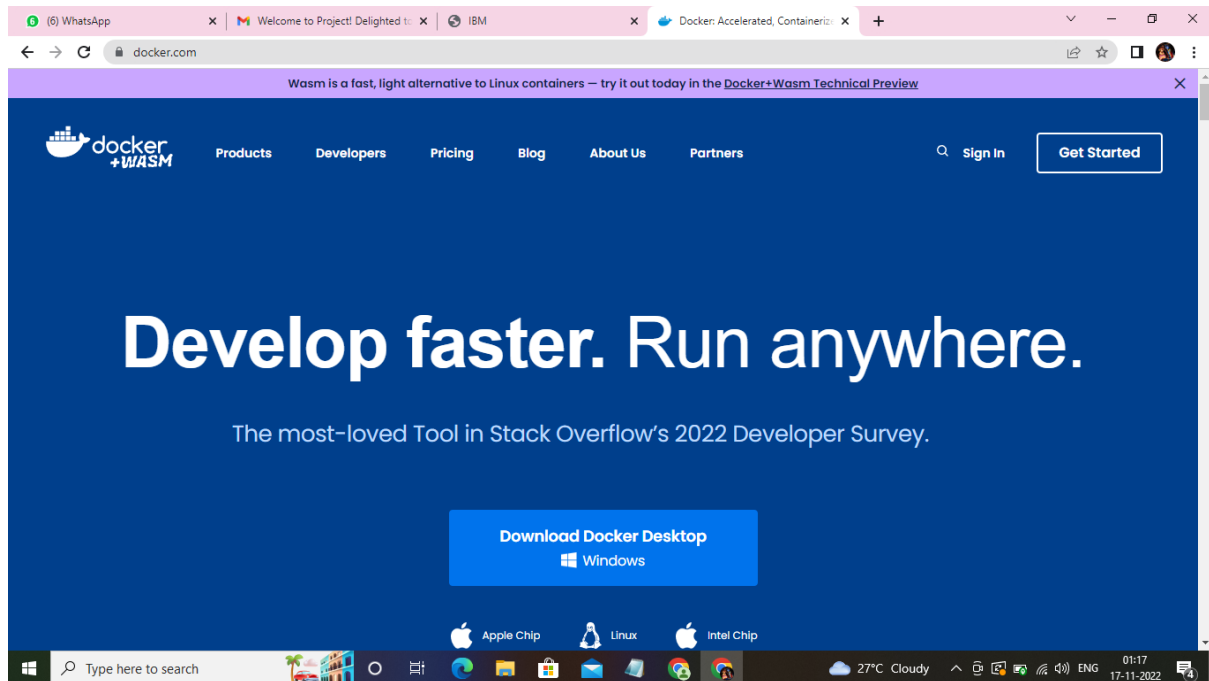 (6) WhatsApp
Welcome to Project! Delighted to
IBM
Docker: Accelerated, Containeriz
docker.com
Wasm is a fast, light alternative to Linux containers — try it out today in the Docker+Wasm Technical Preview
docker
+WASM
Products Developers Pricing Blog About Us Partners Sign In Get Started
Develop faster. Run anywhere.
The most-loved Tool in Stack Overflow's 2022 Developer Survey.
Download Docker Desktop
Windows
Apple Chip Linux Intel Chip
Type here to search
27°C Cloudy
ENG
01:17
17-11-2022
4